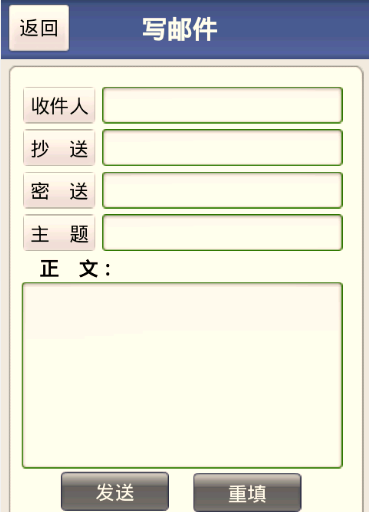 返回 写邮件
收件人
抄 送
密 送
主 题
正 文：
发送 重填